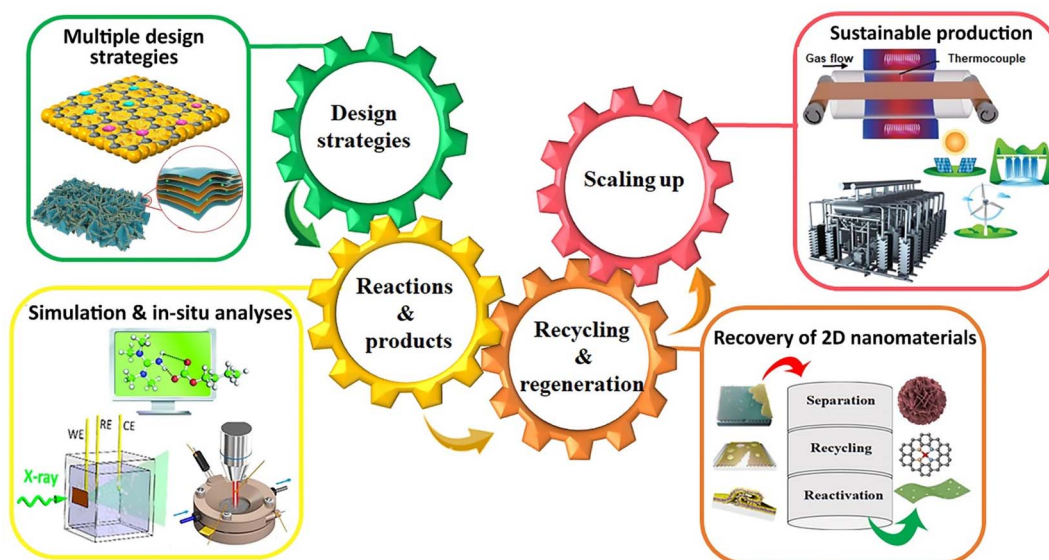 Multiple design
strategies
Design
strategies
Reactions
&
products
Simulation & in-situ analyses
WE
RE
CE
X-ray
Recycling
&
regeneration
Recovery of 2D nanomaterials
Separation
Recycling
Reactivation
Scaling up
Sustainable production
Gas flow
Thermocouple